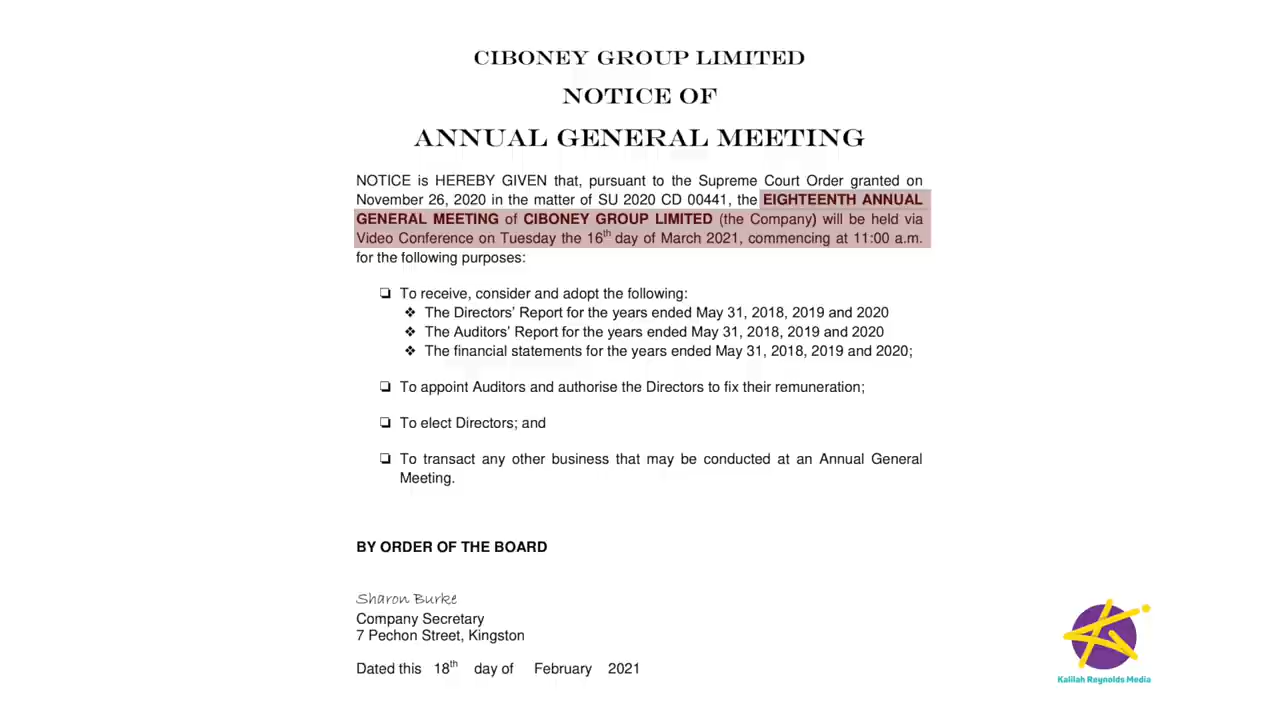 CIBONEY GROUP LIMITED
NOTICE OF
ANNUAL GENERAL MEETING
NOTICE is HEREBY GIVEN that, pursuant to the Supreme Court Order granted on
November 26, 2020 in the matter of SU 2020 CD 00441, the EIGHTEENTH ANNUAL
GENERAL MEETING of CIBONEY GROUP LIMITED (the Company) will be held via
Video Conference on Tuesday the 16th day of March 2021, commencing at 11:00 a.m.
for the following purposes:
❏ To receive, consider and adopt the following:
❖ The Directors' Report for the years ended May 31, 2018, 2019 and 2020
❖ The Auditors' Report for the years ended May 31, 2018, 2019 and 2020
❖ The financial statements for the years ended May 31, 2018, 2019 and 2020;
❏ To appoint Auditors and authorise the Directors to fix their remuneration;
❏ To elect Directors; and
❏ To transact any other business that may be conducted at an Annual General
Meeting.
BY ORDER OF THE BOARD
Sharon Burke
Company Secretary
7 Pechon Street, Kingston
Dated this 18th day of February 2021
Kalilah Reynolds Media